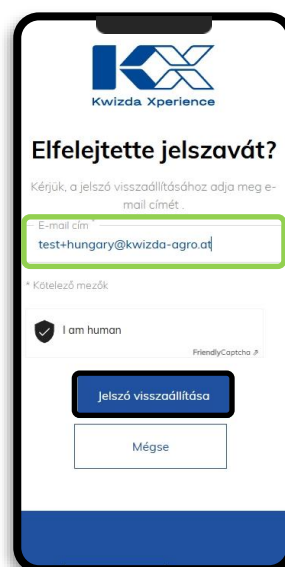 KX
Kwizda Xperience
Elfelejtette jelszavát?
Kérjük, a jelszó visszaállításához adja meg e-
mail címét .
E-mail cím *
test+hungary@kwizda-agro.at
* Kötelező mezők
I am human
FriendlyCaptcha ⇗
Jelszó visszaállítása
Mégse